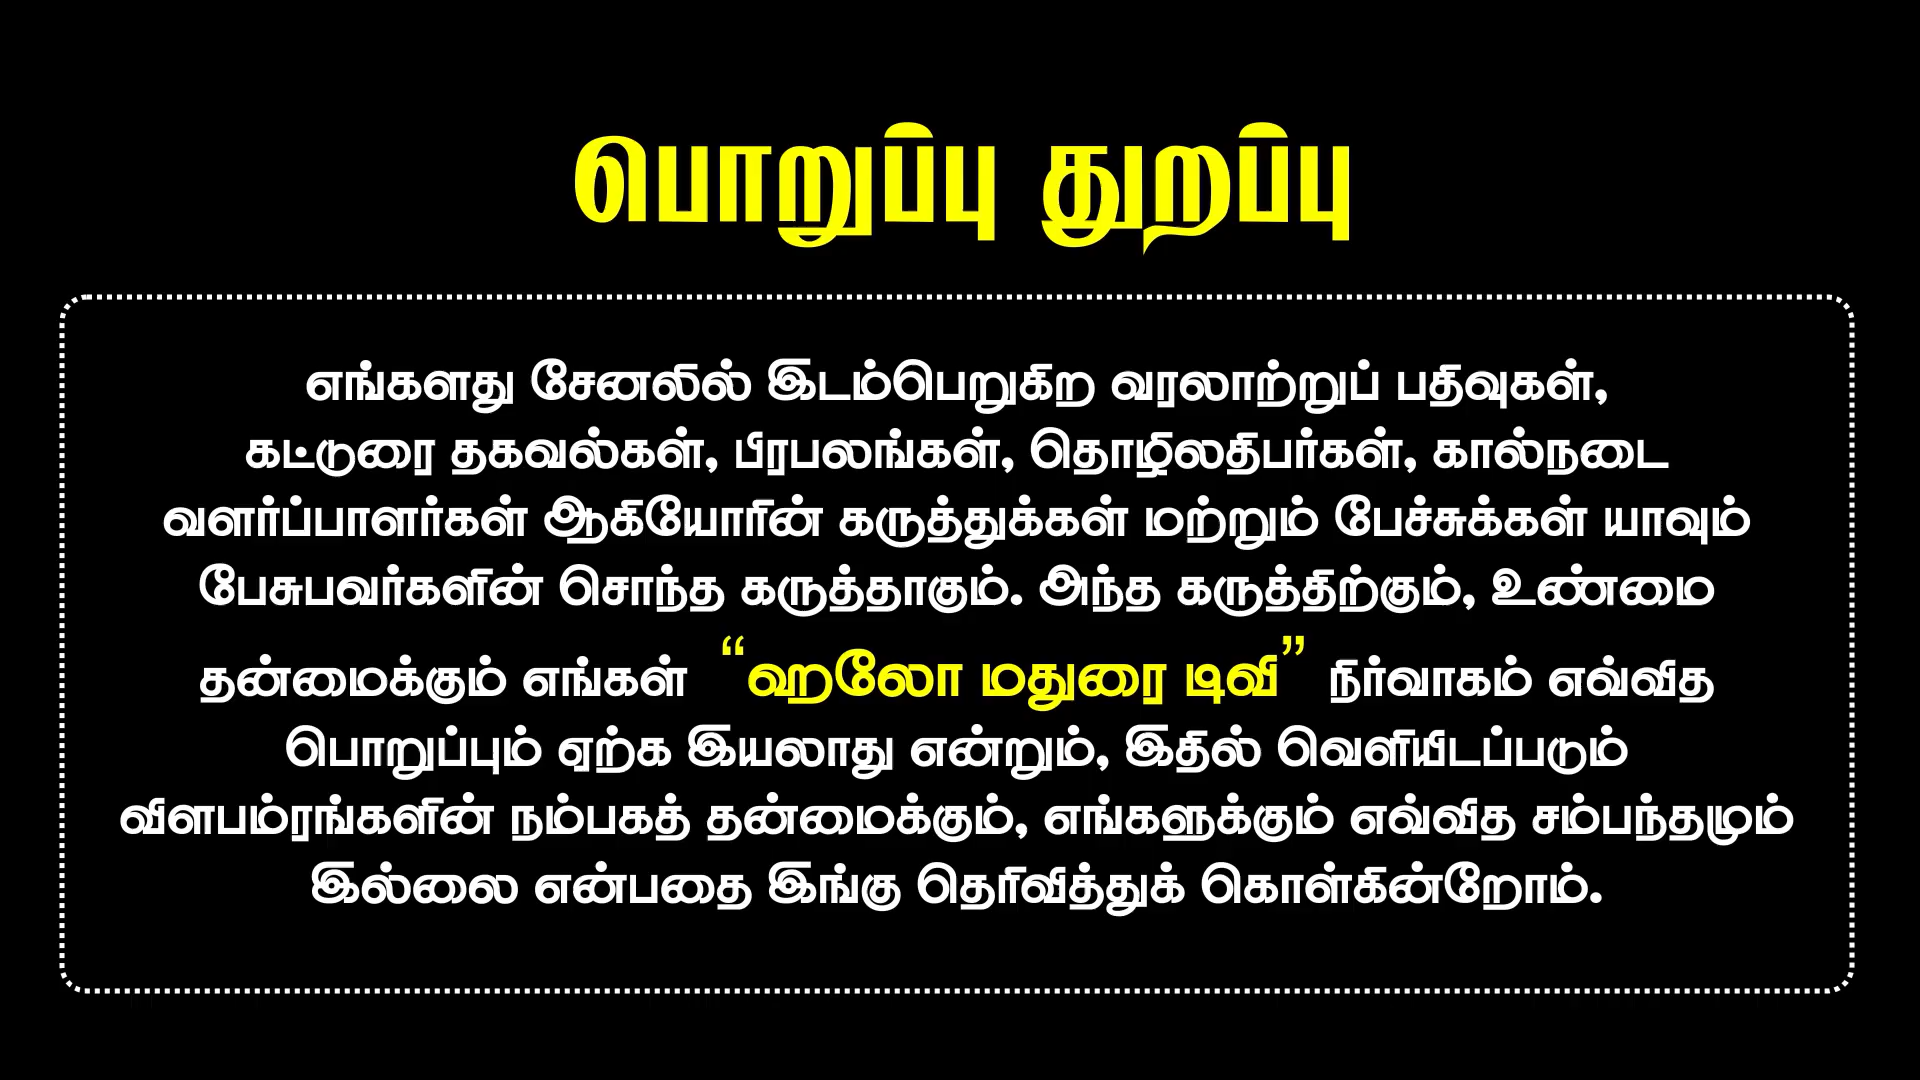 பொறுப்பு துறப்பு
எங்களது சேனலில் இடம்பெறுகிற வரலாற்றுப் பதிவுகள்,
கட்டுரை தகவல்கள், பிரபலங்கள், தொழிலதிபர்கள், கால்நடை
வளர்ப்பாளர்கள் ஆகியோரின் கருத்துக்கள் மற்றும் பேச்சுக்கள் யாவும்
பேசுபவர்களின் சொந்த கருத்தாகும். அந்த கருத்திற்கும், உண்மை
தன்மைக்கும் எங்கள் “ஹலோ மதுரை டிவி” நிர்வாகம் எவ்வித
பொறுப்பும் ஏற்க இயலாது என்றும், இதில் வெளியிடப்படும்
விளபம்ரங்களின் நம்பகத் தன்மைக்கும், எங்களுக்கும் எவ்வித சம்பந்தமும்
இல்லை என்பதை இங்கு தெரிவித்துக் கொள்கின்றோம்.